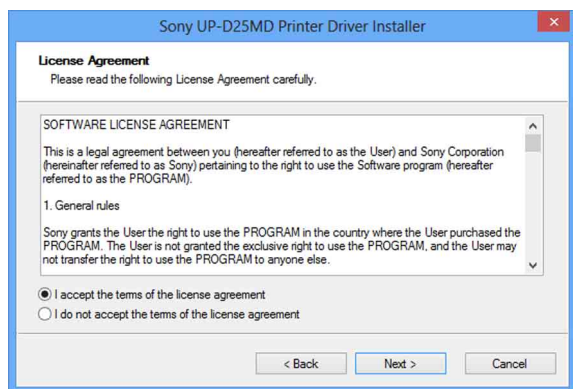 Sony UP-D25MD Printer Driver Installer
License Agreement
Please read the following License Agreement carefully.
SOFTWARE LICENSE AGREEMENT
This is a legal agreement between you (hereafter referred to as the User) and Sony Corporation
(hereinafter referred to as Sony) pertaining to the right to use the Software program (hereafter
referred to as the PROGRAM).
1. General rules
Sony grants the User the right to use the PROGRAM in the country where the User purchased the
PROGRAM. The User is not granted the exclusive right to use the PROGRAM, and the User may
not transfer the right to use the PROGRAM to anyone else.
I accept the terms of the license agreement
I do not accept the terms of the license agreement
< Back Next > Cancel